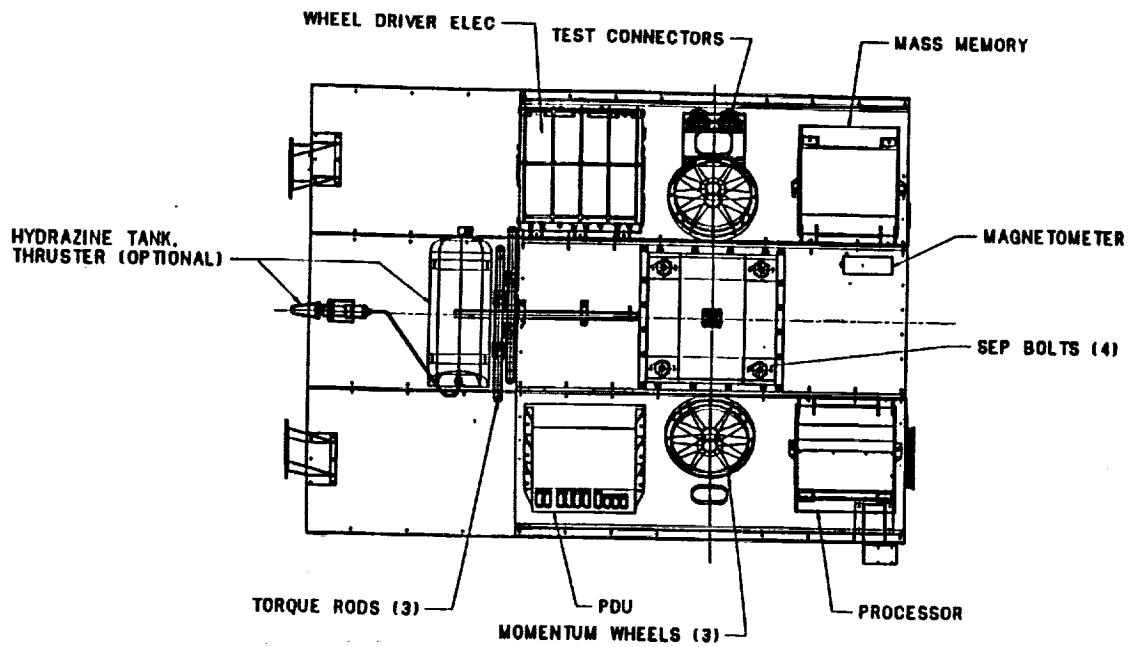 WHEEL DRIVER ELEC
TEST CONNECTORS
MASS MEMORY
HYDRAZINE TANK,
THRUSTER (OPTIONAL)
MAGNETOMETER
SEP BOLTS (4)
TORQUE RODS (3)
PDU
PROCESSOR
MOMENTUM WHEELS (3)